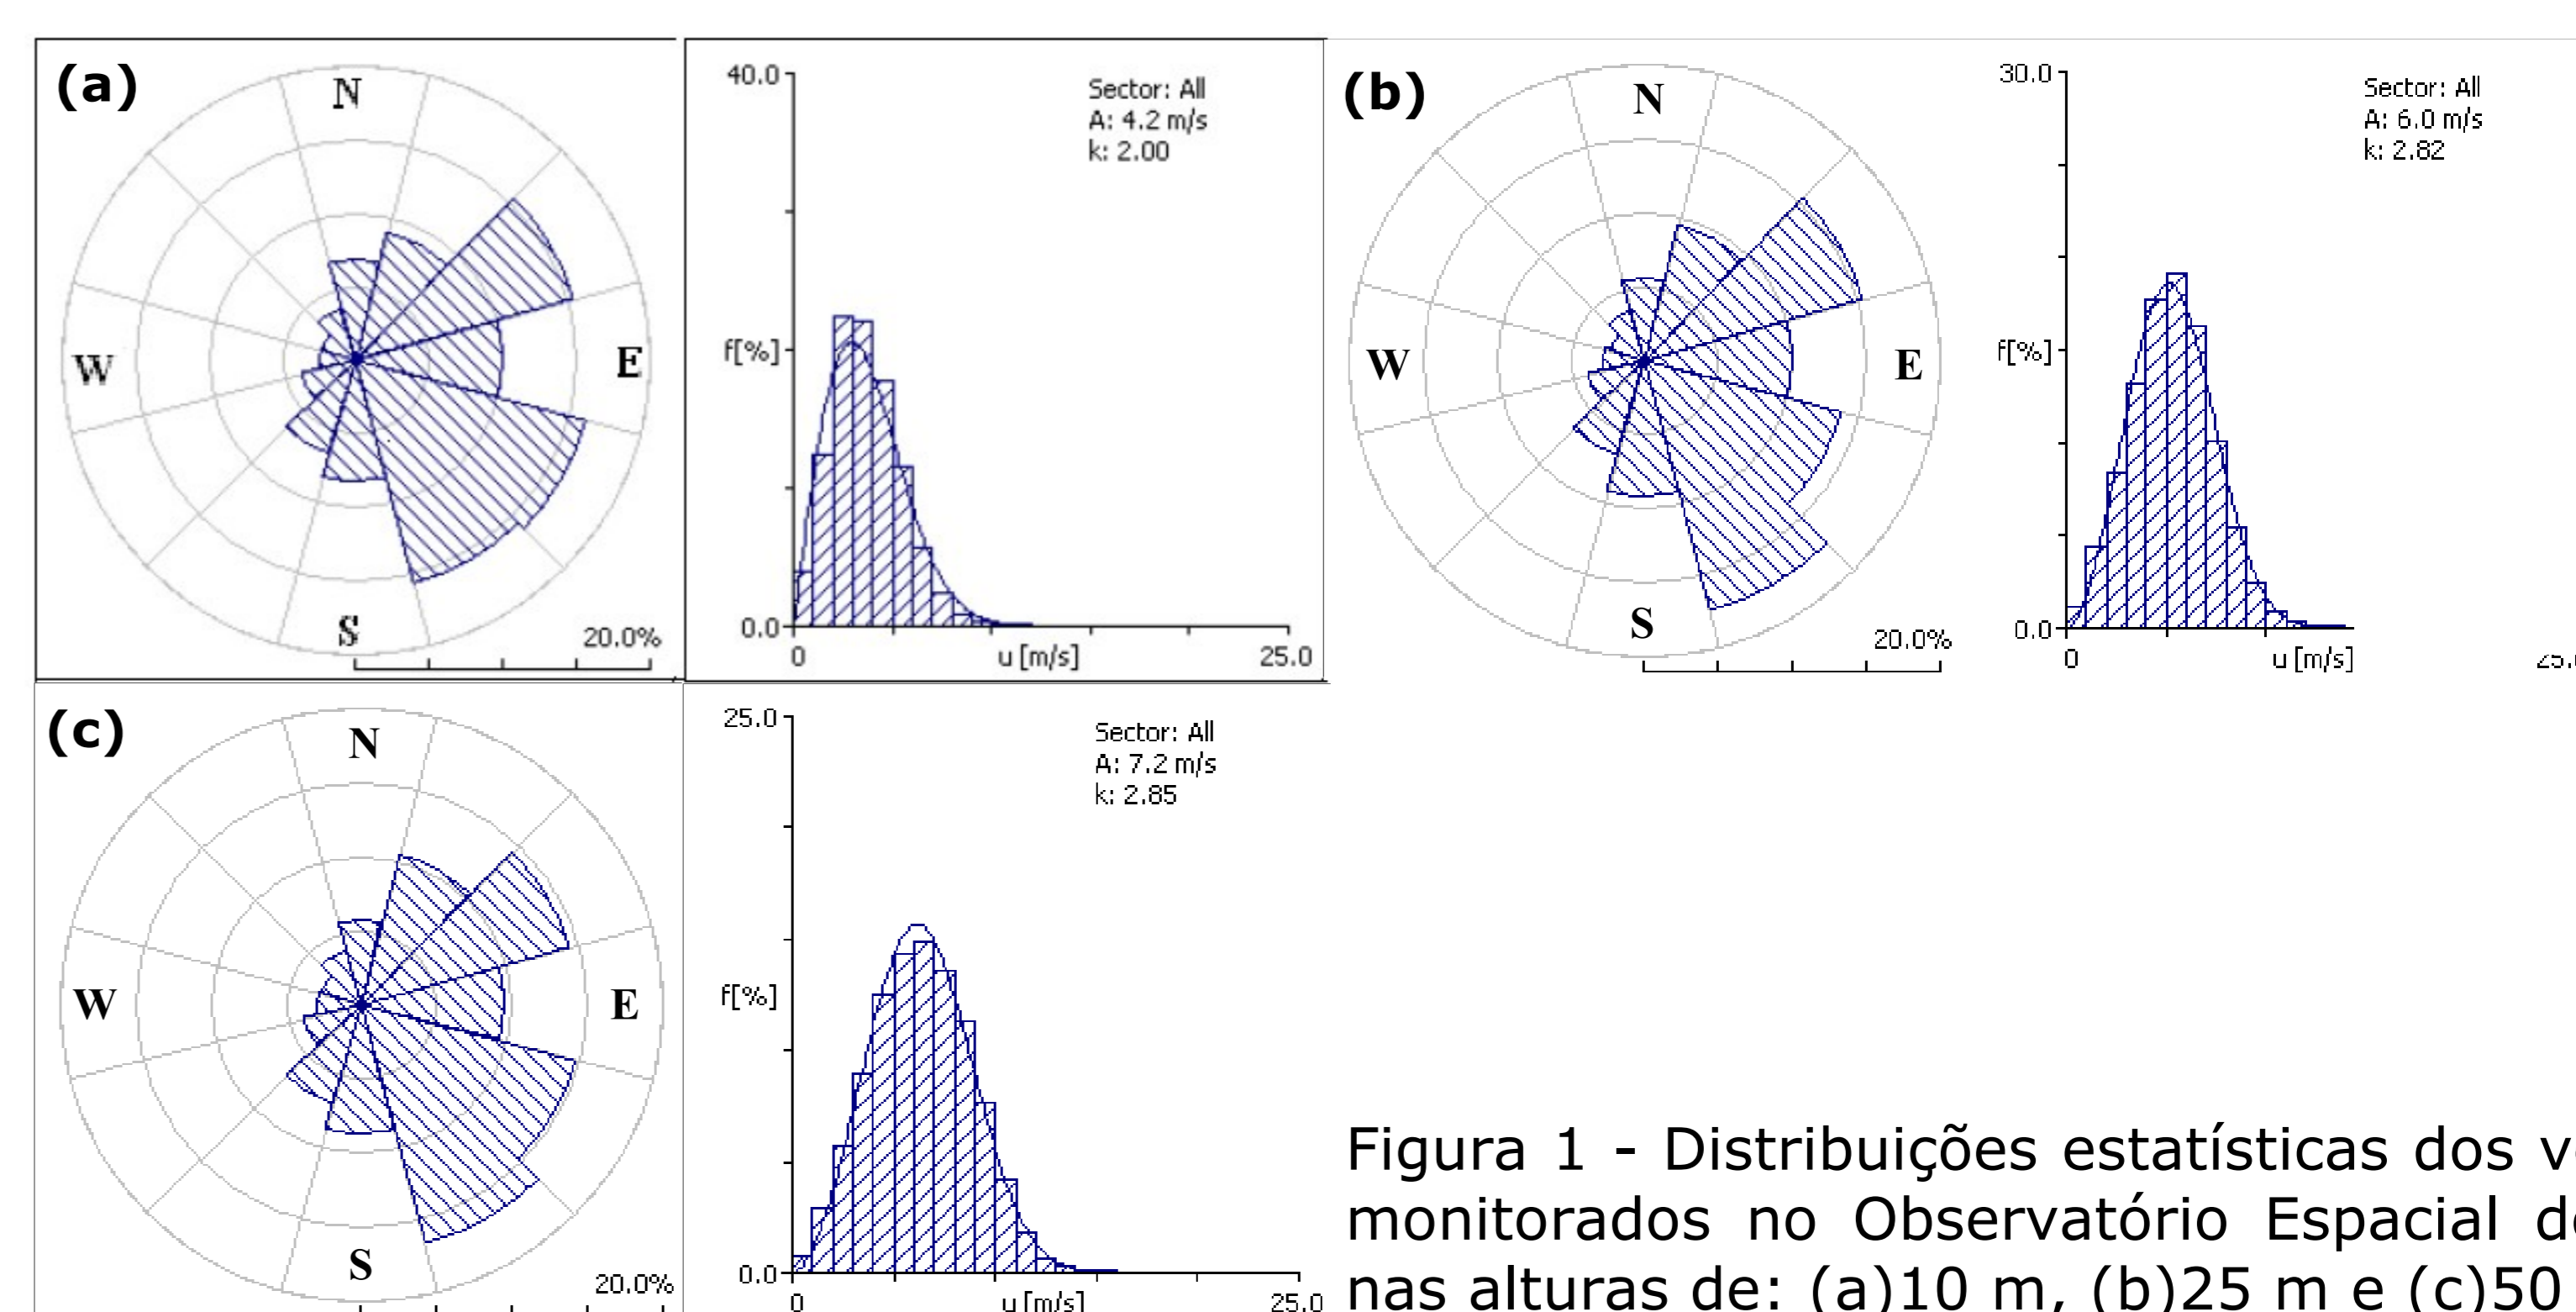 (a)
N
W
E
S
20.0%
40.0
Sector: All
A: 4.2 m/s
k: 2.00
f[%]
0.0
0
u [m/s]
25.0
(b)
N
W
E
S
20.0%
30.0
Sector: All
A: 6.0 m/s
k: 2.82
f[%]
0.0
0
u [m/s]
(c)
N
W
E
S
20.0%
25.0
Sector: All
A: 7.2 m/s
k: 2.85
f[%]
0.0
0
u [m/s]
25.0
Figura 1 - Distribuições estatísticas dos
monitorados no Observatório Espacial
nas alturas de: (a)10 m, (b)25 m e (c)50